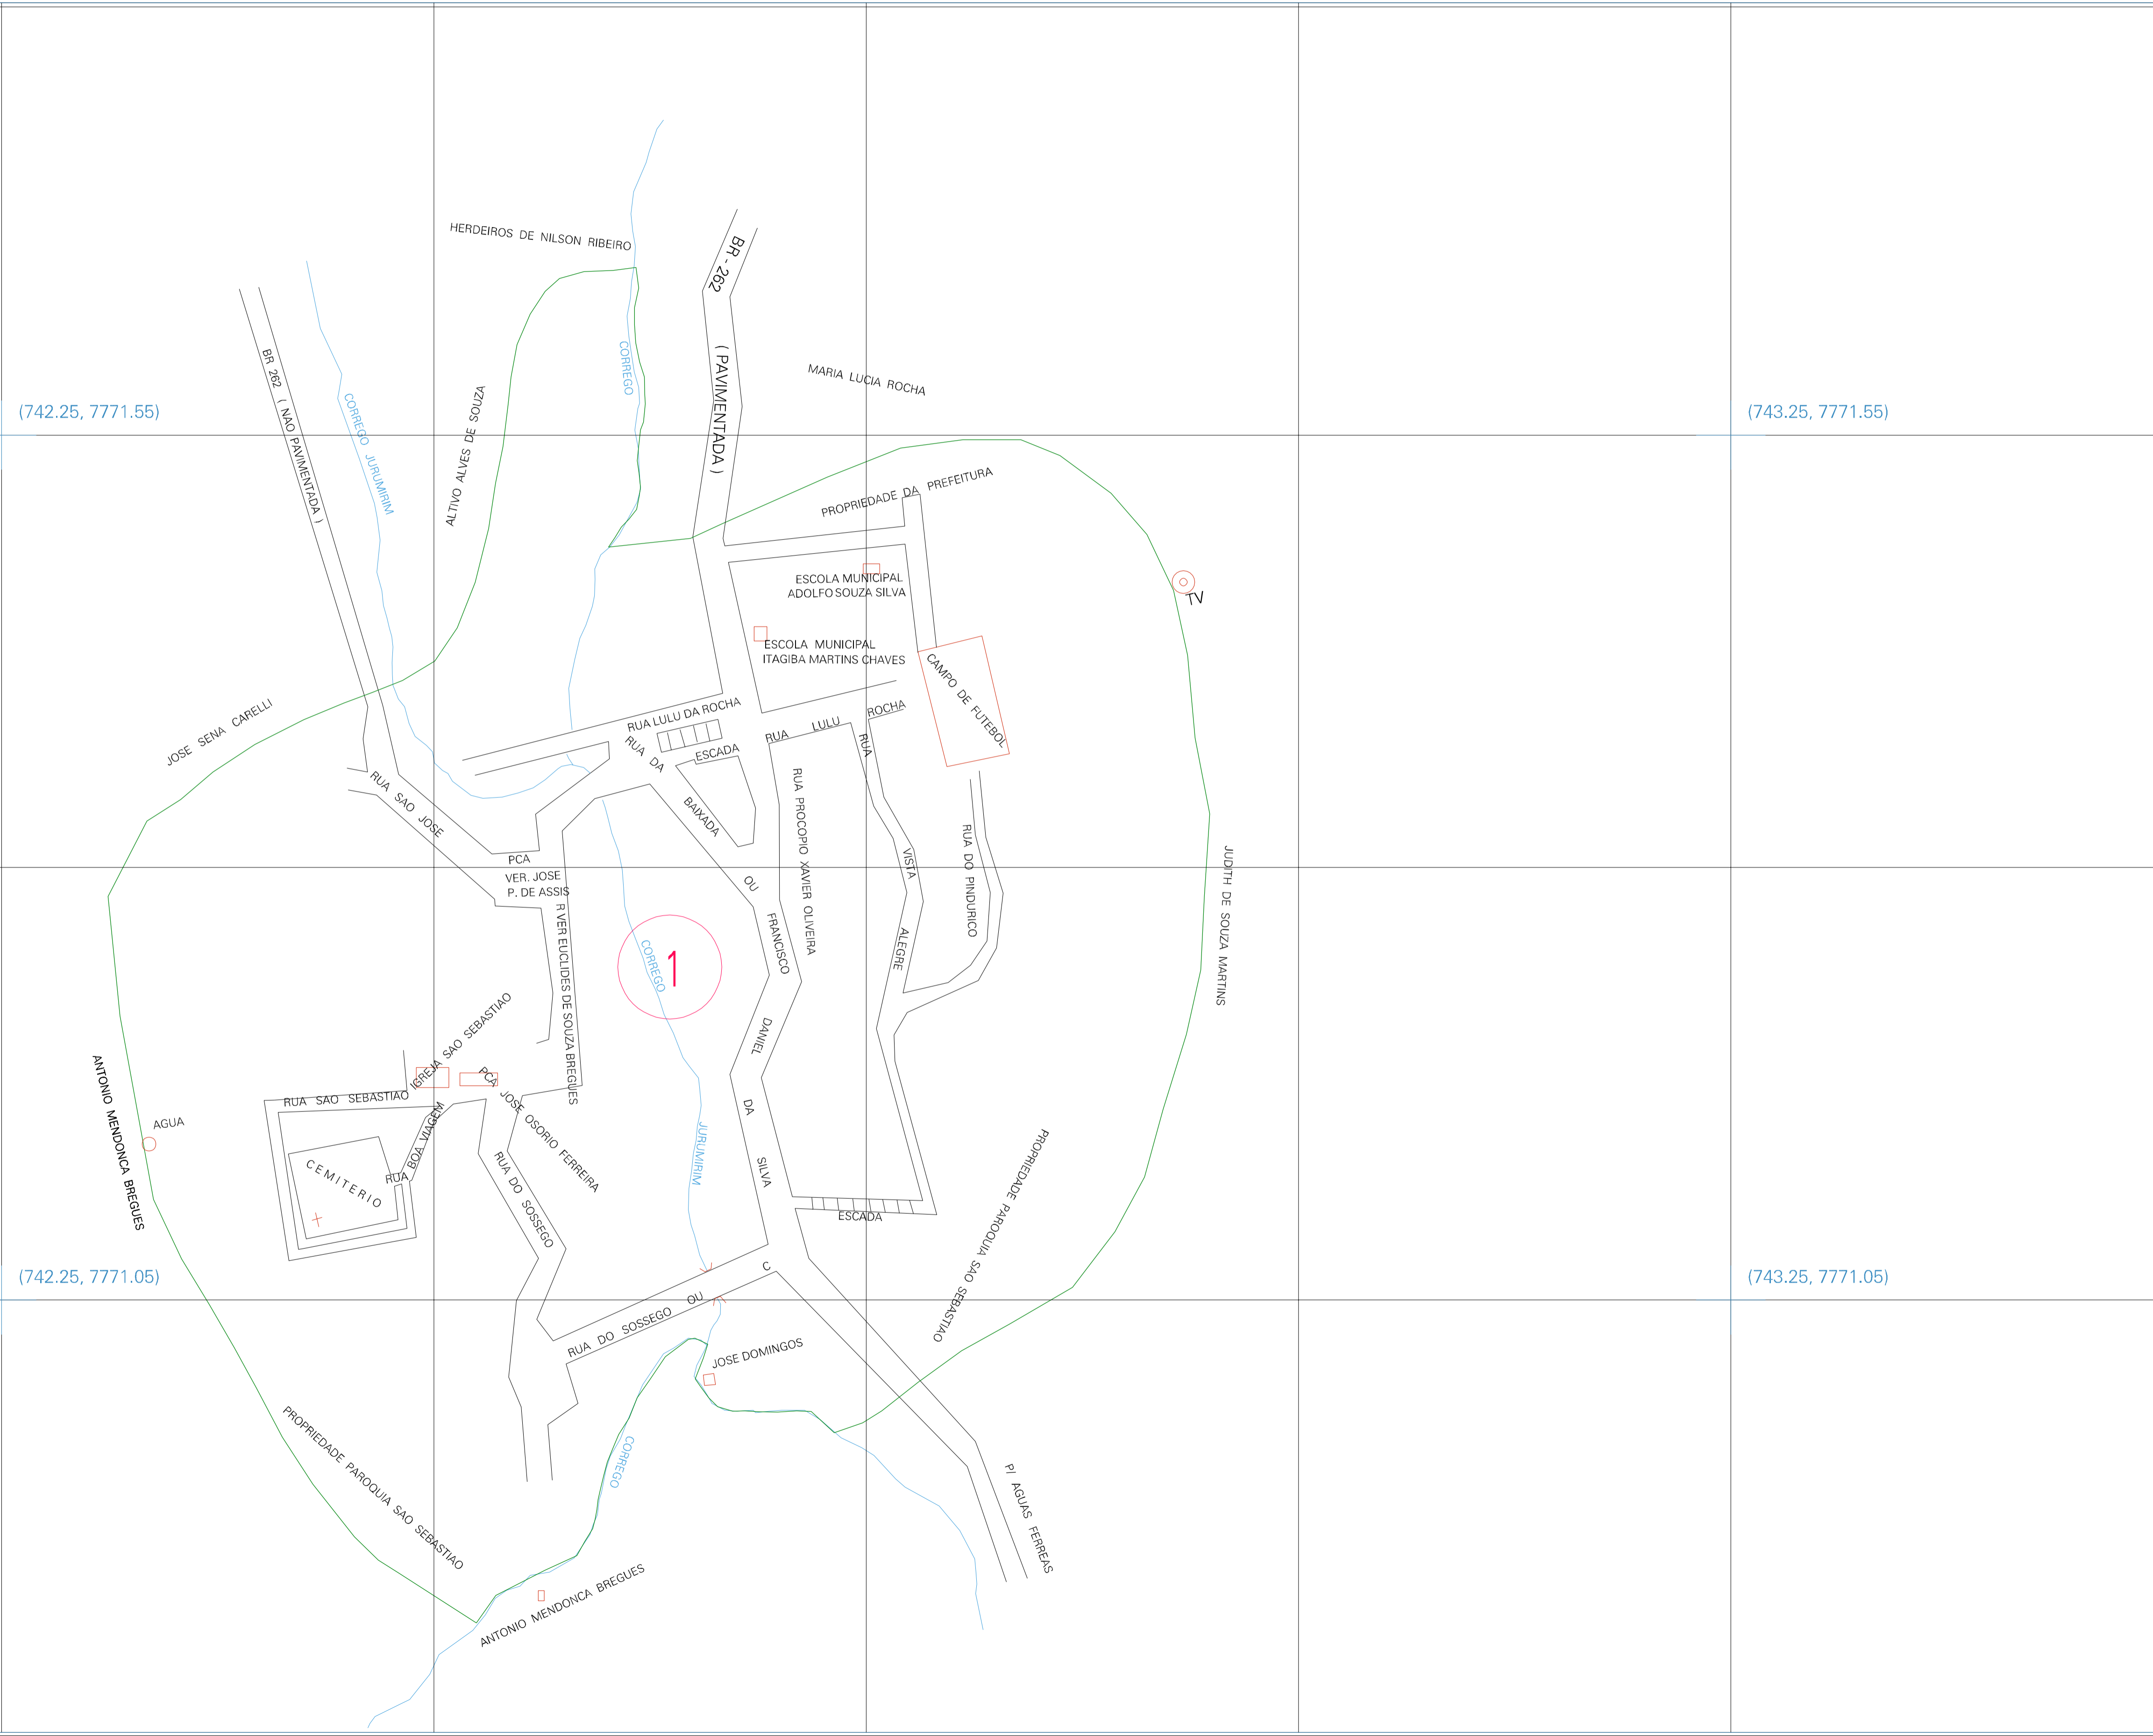 HERDEIROS DE NILSON RIBEIRO
BR - 262
( PAVIMENTADA )
CORREGO
BR 262 ( NAO PAVIMENTADA )
CORREGO JURUMIRIM
ALTIVO ALVES DE SOUZA
MARIA LUCIA ROCHA
(742.25, 7771.55)
(743.25, 7771.55)
PROPRIEDADE DA PREFEITURA
ESCOLA MUNICIPAL
ADOLFO SOUZA SILVA
TV
ESCOLA MUNICIPAL
ITAGIBA MARTINS CHAVES
CAMPO DE FUTEBOL
JOSE SENA CARELLI
RUA LULU DA ROCHA
RUA LULU ROCHA
ESCADA
RUA DA BAIXADA OU FRANCISCO DANIEL DA SILVA
RUA SAO JOSE
RUA PROCOPIO XAVIER OLIVEIRA
RUA VISTA ALEGRE
RUA DO PINDURICO
JUDITH DE SOUZA MARTINS
PCA
VER. JOSE
P. DE ASSIS
R VER EUCLIDES DE SOUZA BREGUES
1
CORREGO JURUMIRIM
IGREJA SAO SEBASTIAO
PCA JOSE OSORIO FERREIRA
RUA SAO SEBASTIAO
RUA BOA VIAGEM
CEMITERIO
AGUA
ANTONIO MENDONCA BREGUES
RUA DO SOSSEGO
ESCADA
PROPRIEDADE PAROQUIA SAO SEBASTIAO
(742.25, 7771.05)
(743.25, 7771.05)
RUA DO SOSSEGO OU C
JOSE DOMINGOS
PROPRIEDADE PAROQUIA SAO SEBASTIAO
CORREGO
P/ AGUAS FERREAS
ANTONIO MENDONCA BREGUES